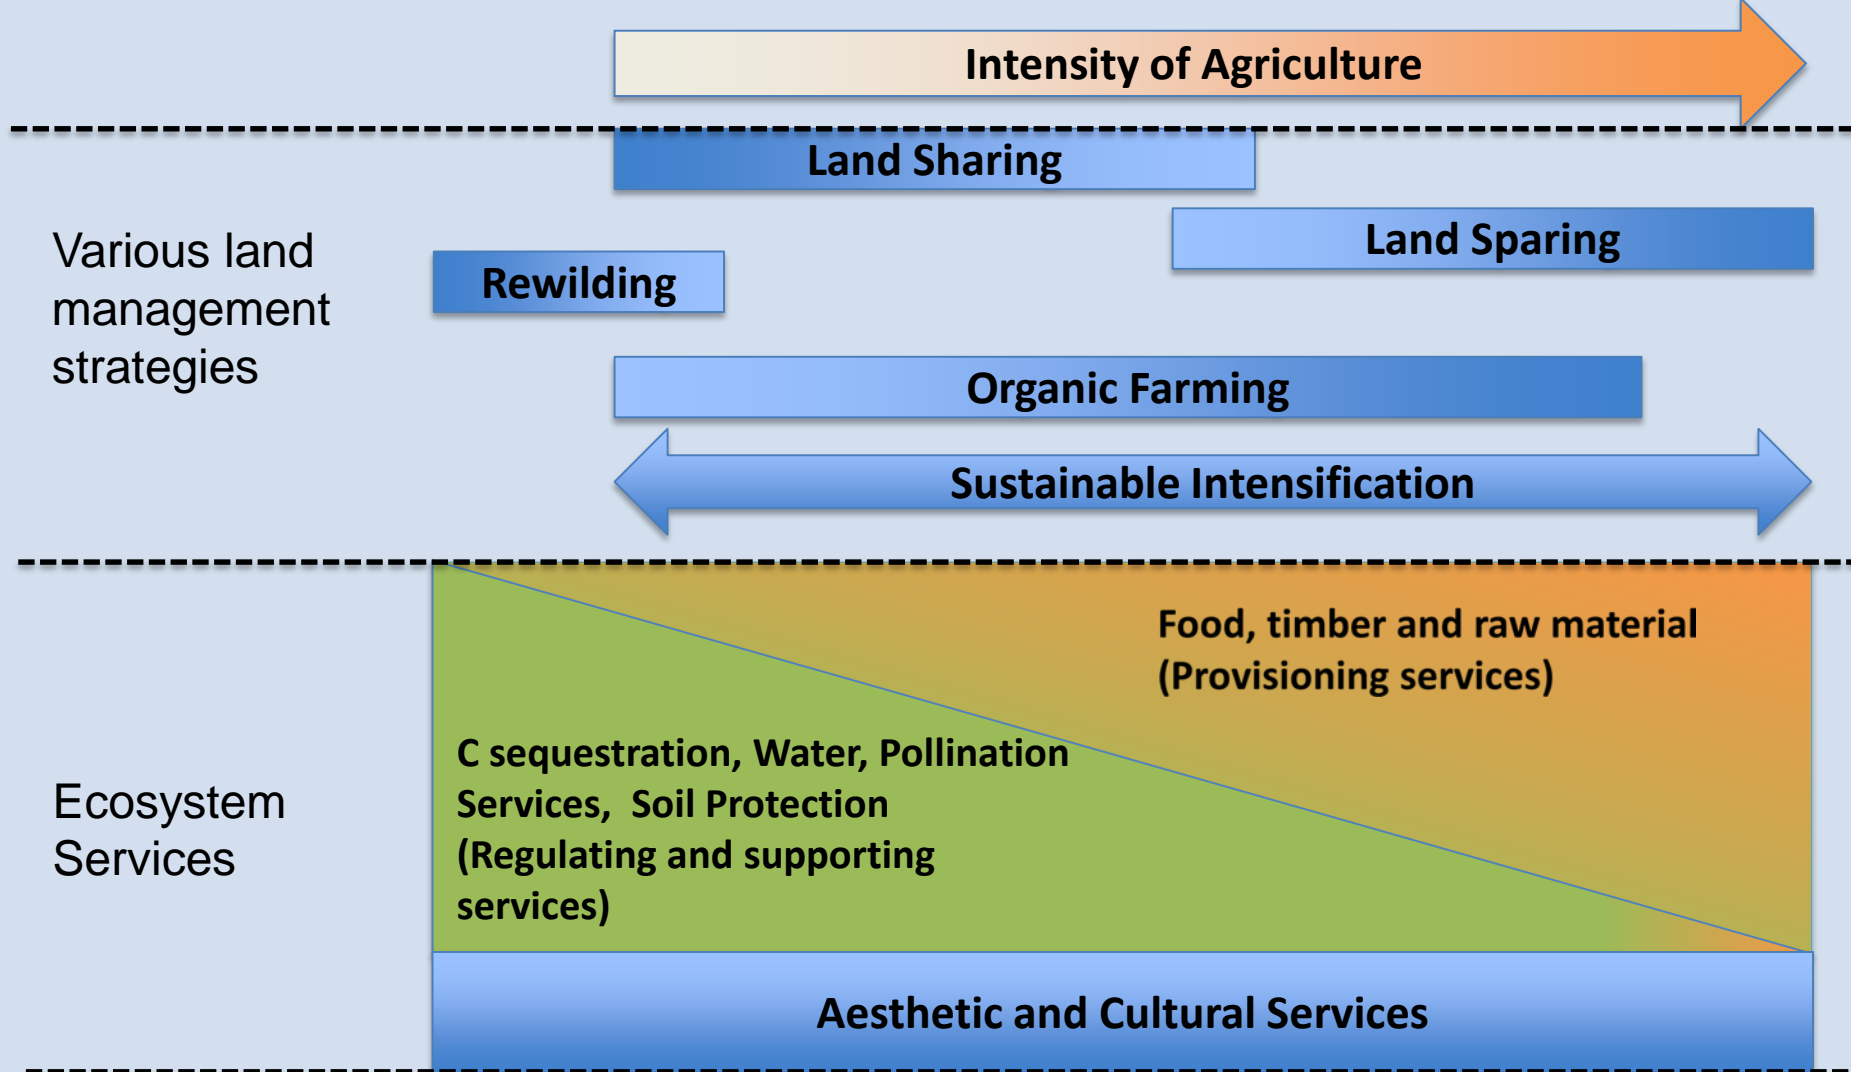 Intensity of Agriculture
Land Sharing
Land Sparing
Various land
management
strategies
Rewilding
Organic Farming
Sustainable Intensification
Food, timber and raw material
(Provisioning services)
C sequestration, Water, Pollination
Services, Soil Protection
(Regulating and supporting
services)
Ecosystem
Services
Aesthetic and Cultural Services